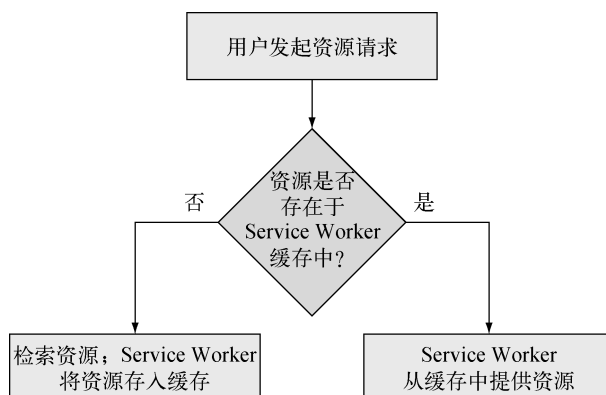 用户发起资源请求
资源是否
存在于
Service Worker
缓存中？
否
是
检索资源；Service Worker
将资源存入缓存
Service Worker
从缓存中提供资源